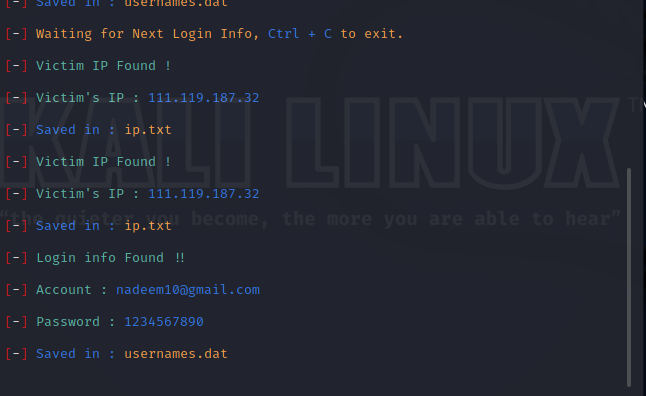 [-] Saved in : usernames.dat
[-] Waiting for Next Login Info, Ctrl + C to exit.
[-] Victim IP Found !
[-] Victim's IP : 111.119.187.32
[-] Saved in : ip.txt
KALI LINUX
[-] Victim IP Found !
[-] Victim's IP : 111.119.187.32
“the quieter you become, the more you are able to hear”
[-] Saved in : ip.txt
[-] Login info Found !!
[-] Account : nadeem10@gmail.com
[-] Password : 1234567890
[-] Saved in : usernames.dat